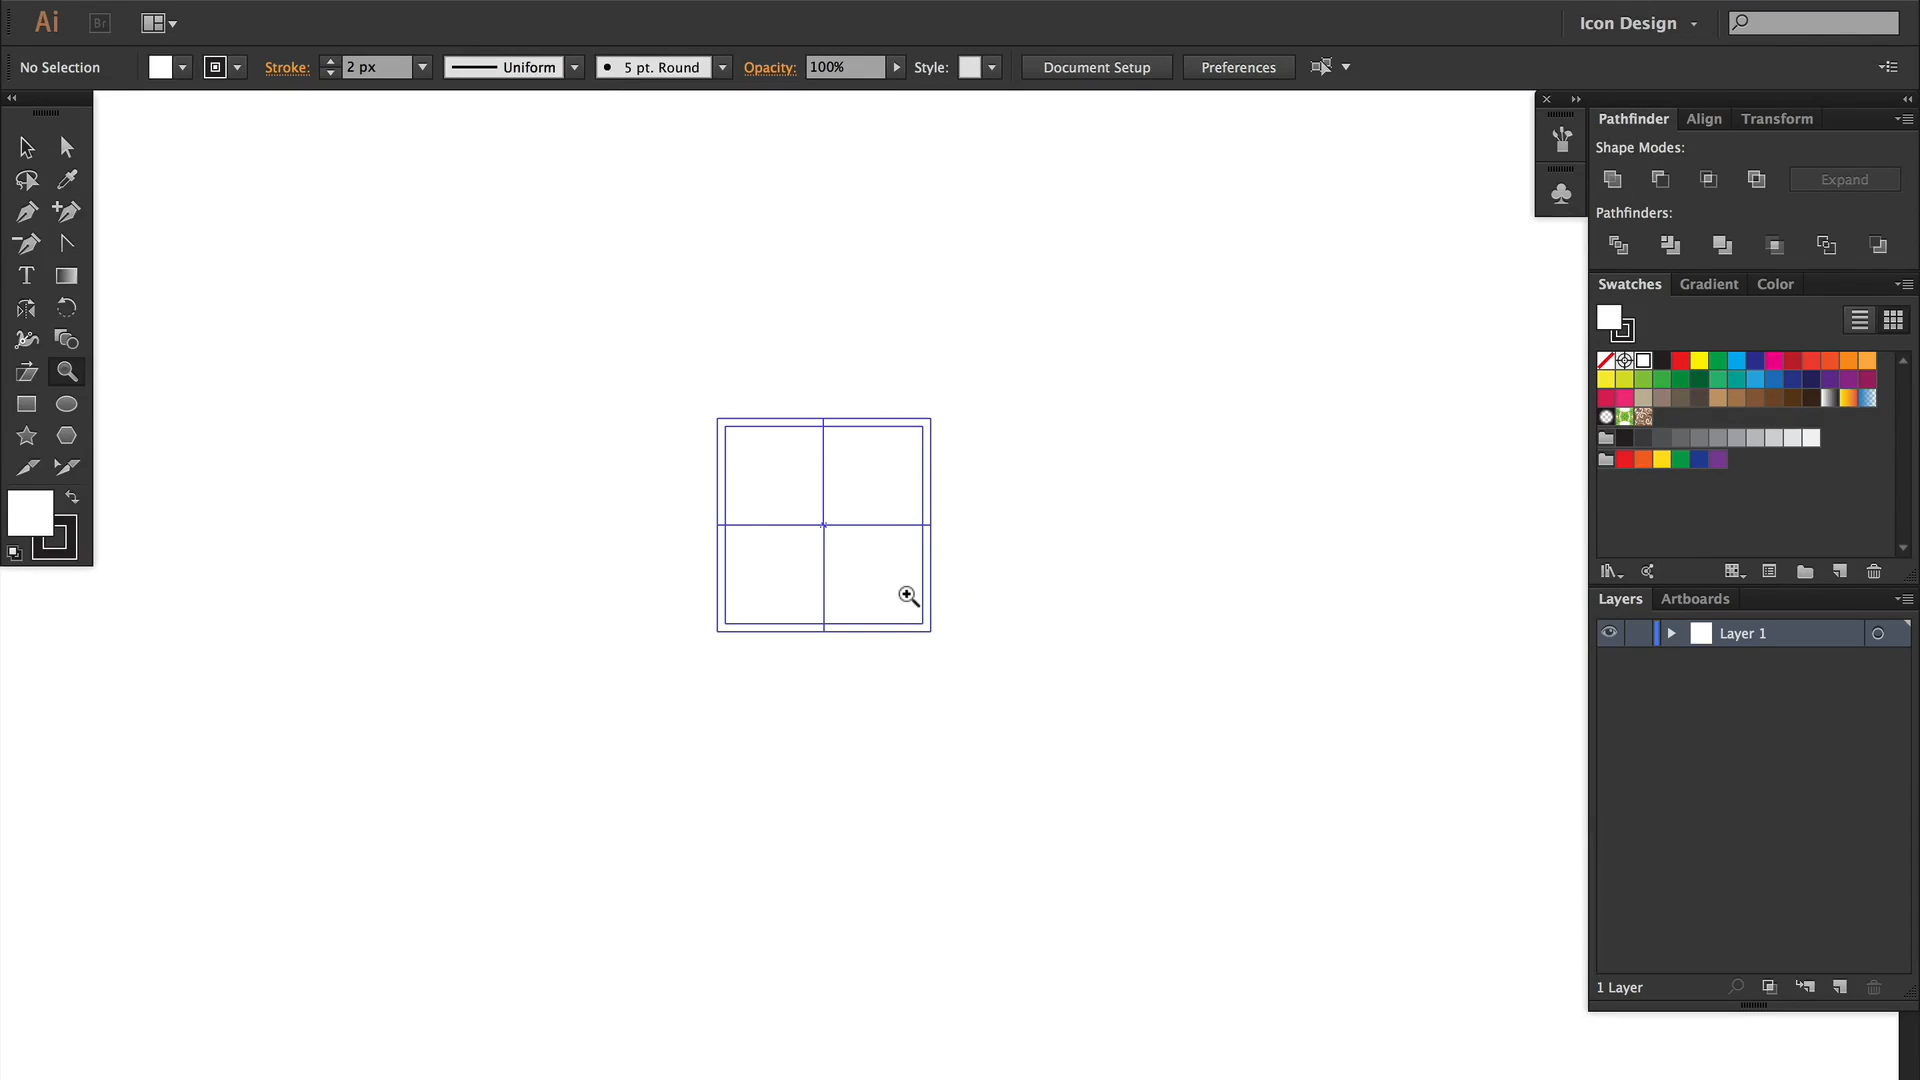 Ai Br Icon Design
No Selection Stroke: 2 px Uniform 5 pt. Round Opacity: 100% Style: Document Setup Preferences
Pathfinder Align Transform
Shape Modes:
Expand
Pathfinders:
T
Swatches Gradient Color
Layers Artboards
Layer 1
1 Layer